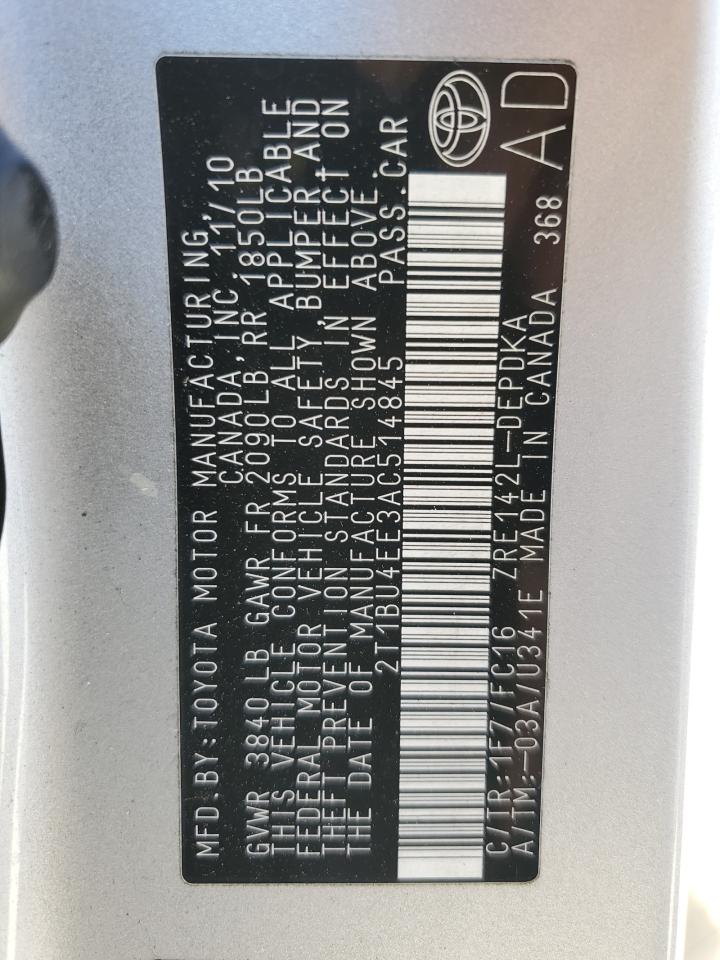 MFD.BY:TOYOTA MOTOR MANUFACTURING,
CANADA,INC. 11/10
GVWR 3840LB GAWR FR 2090LB,RR 1850LB
THIS VEHICLE CONFORMS TO ALL APPLICABLE
FEDERAL MOTOR VEHICLE SAFETY, BUMPER,AND
THEFT PREVENTION STANDARDS IN EFFECT ON
THE DATE OF MANUFACTURE SHOWN ABOVE.
2T1BU4EE3AC514845 PASS.CAR
C/TR:1F7/FC16 ZRE142L-DEPDKA
A/TM:-03A/U341E MADE IN CANADA 368 AD